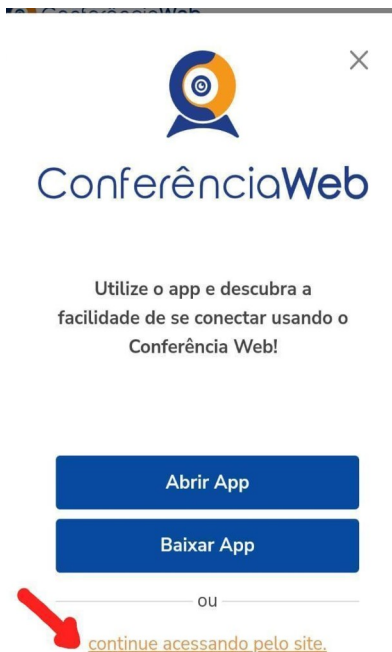 ConferênciaWeb
ConferênciaWeb
Utilize o app e descubra a
facilidade de se conectar usando o
Conferência Web!
Abrir App
Baixar App
ou
continue acessando pelo site.